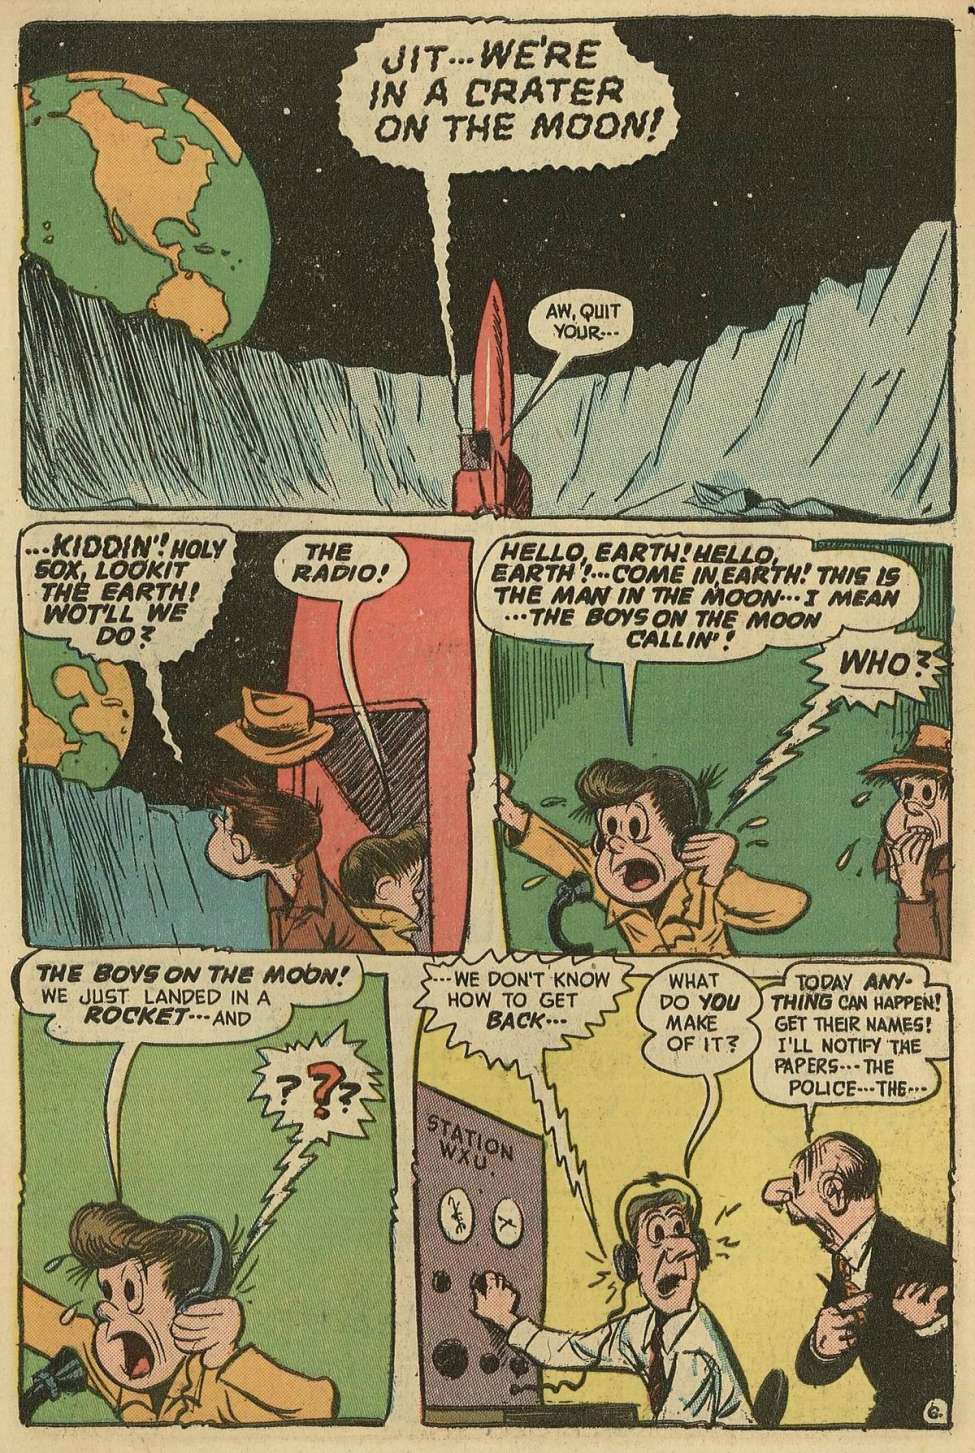 JIT...WE'RE
IN A CRATER
ON THE MOON!
AW, QUIT
YOUR...
...KIDDIN'! HOLY
SOX, LOOKIT
THE EARTH!
WOT'LL WE
DO?
THE
RADIO!
HELLO, EARTH! HELLO,
EARTH!...COME IN, EARTH! THIS IS
THE MAN IN THE MOON...I MEAN
...THE BOYS ON THE MOON
CALLIN'!
WHO?
THE BOYS ON THE MOON!
WE JUST LANDED IN A
ROCKET...AND
???
...WE DON'T KNOW
HOW TO GET
BACK...
WHAT
DO YOU
MAKE
OF IT?
TODAY ANY-
THING CAN HAPPEN!
GET THEIR NAMES!
I'LL NOTIFY THE
PAPERS...THE
POLICE...THE...
STATION
WXU.
6.